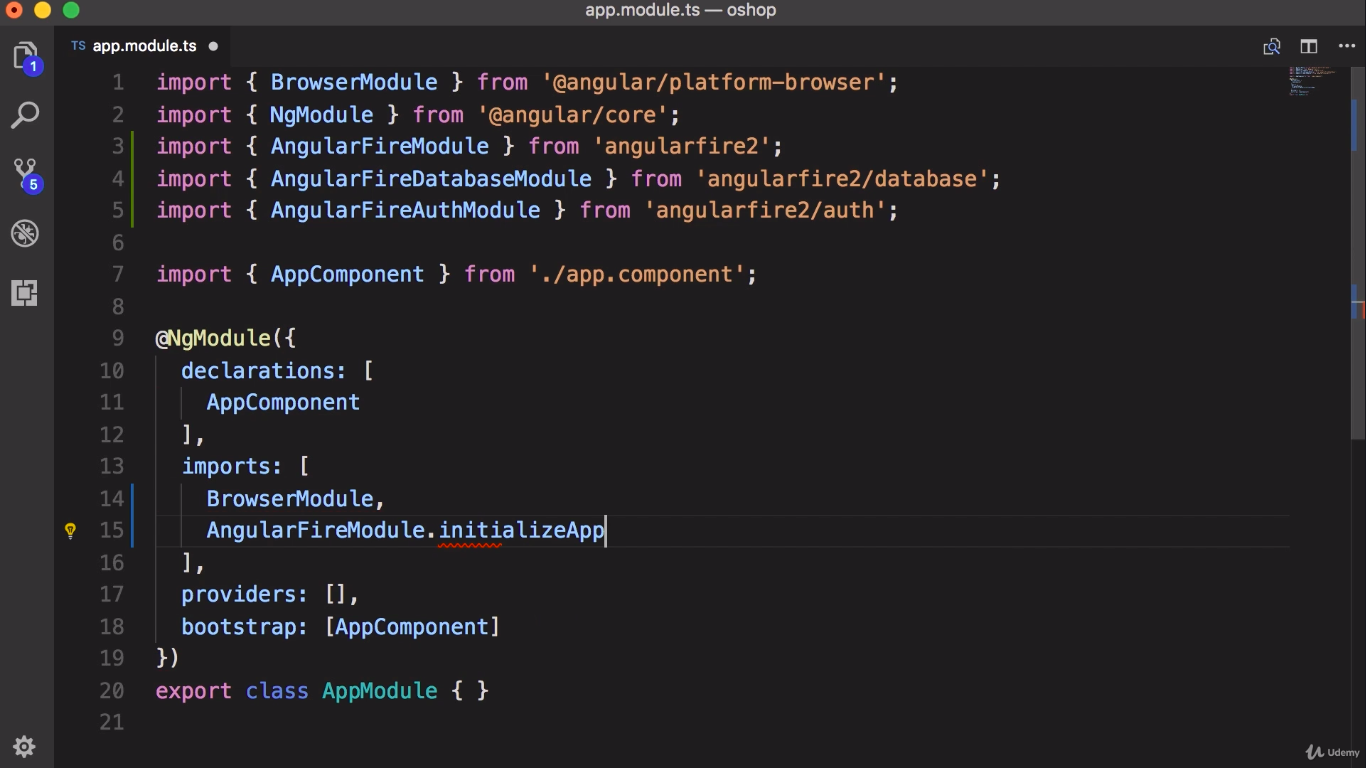 app.module.ts — oshop
TS app.module.ts
1
5
1 import { BrowserModule } from '@angular/platform-browser';
2 import { NgModule } from '@angular/core';
3 import { AngularFireModule } from 'angularfire2';
4 import { AngularFireDatabaseModule } from 'angularfire2/database';
5 import { AngularFireAuthModule } from 'angularfire2/auth';
6
7 import { AppComponent } from './app.component';
8
9 @NgModule({
10 declarations: [
11 AppComponent
12 ],
13 imports: [
14 BrowserModule,
15 AngularFireModule.initializeApp
16 ],
17 providers: [],
18 bootstrap: [AppComponent]
19 })
20 export class AppModule { }
21
Udemy